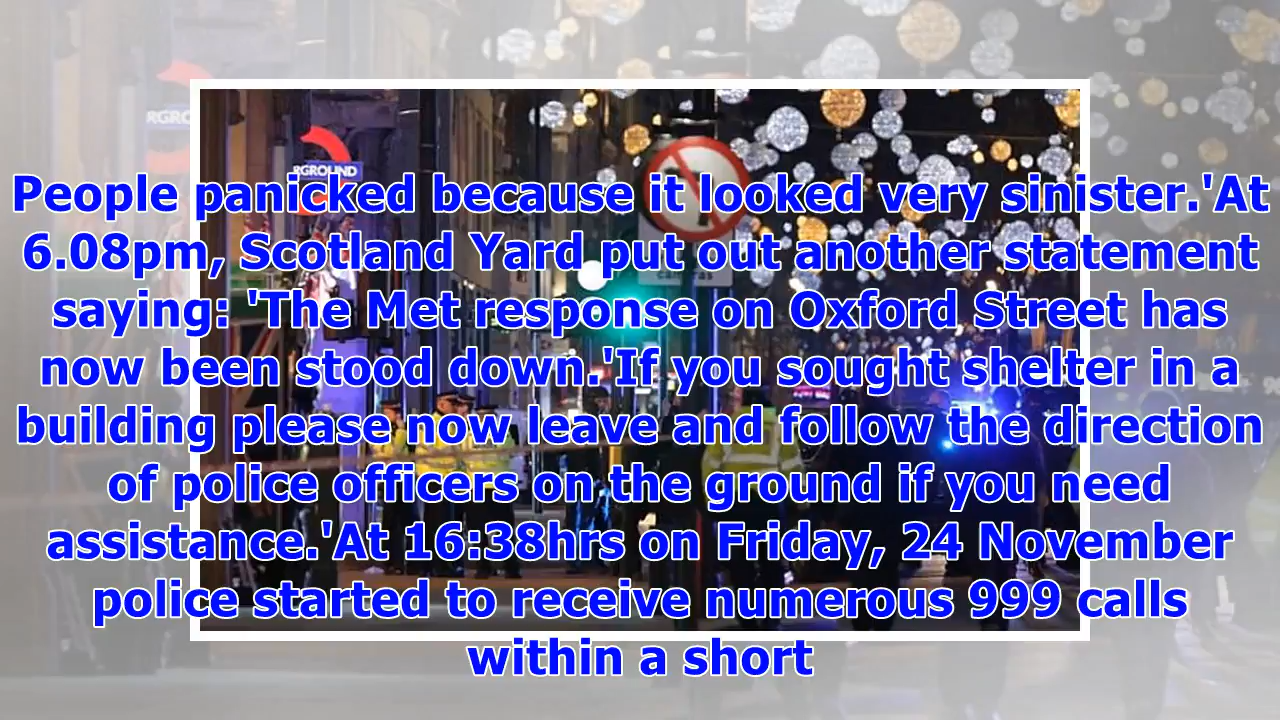 RGROUND
People panicked because it looked very sinister.'At
6.08pm, Scotland Yard put out another statement
saying: 'The Met response on Oxford Street has
now been stood down.'If you sought shelter in a
building please now leave and follow the direction
of police officers on the ground if you need
assistance.'At 16:38hrs on Friday, 24 November
police started to receive numerous 999 calls
within a short